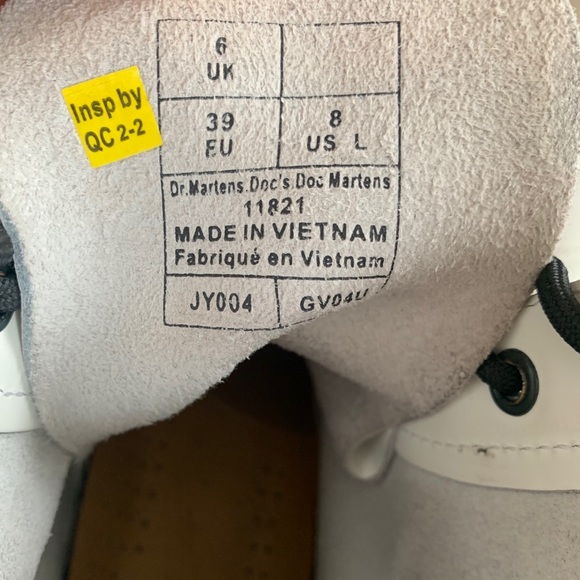 Insp by
QC 2-2
6
UK
39
EU
8
US L
Dr.Martens.Doc's.Doc Martens
11821
MADE IN VIETNAM
Fabriqué en Vietnam
JY004
GV04U